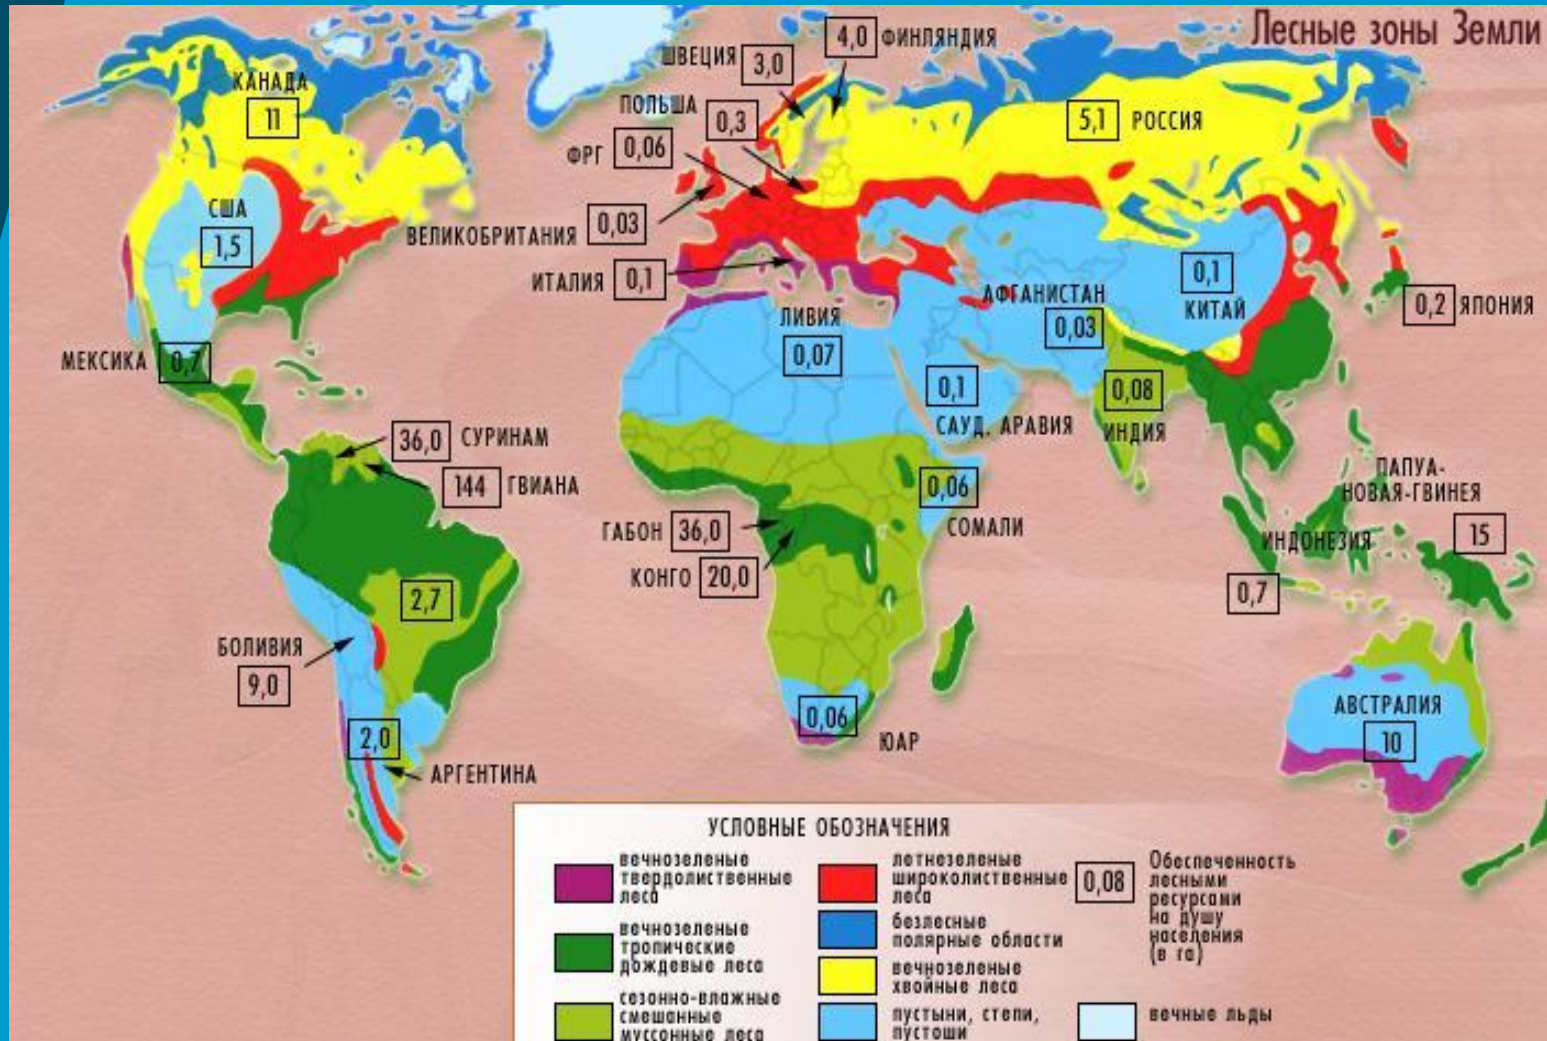 Лесные зоны Земли
4,0 ФИНЛЯНДИЯ
ШВЕЦИЯ 3,0
КАНАДА
11
ПОЛЬША
0,3
ФРГ 0,06
5,1 РОССИЯ
США
1,5
ВЕЛИКОБРИТАНИЯ 0,03
ИТАЛИЯ 0,1
АФГАНИСТАН
0,03
0,1
КИТАЙ
0,2 ЯПОНИЯ
ЛИВИЯ
0,07
МЕКСИКА 0,7
0,1
САУД. АРАВИЯ
0,08
ИНДИЯ
36,0 СУРИНАМ
144 ГВИАНА
0,06
СОМАЛИ
ПАПУА-
НОВАЯ-ГВИНЕЯ
15
ГАБОН 36,0
КОНГО 20,0
ИНДОНЕЗИЯ
0,7
2,7
БОЛИВИЯ
9,0
2,0
АРГЕНТИНА
0,06
ЮАР
АВСТРАЛИЯ
10
УСЛОВНЫЕ ОБОЗНАЧЕНИЯ
вечнозеленые
твердолиственные
леса
вечнозеленые
тропические
дождевые леса
сезонно-влажные
смешанные
муссонные леса
летнезеленые
широколиственные
леса
безлесные
полярные области
вечнозеленые
хвойные леса
пустыни, степи,
пустоши
0,08
Обеспеченность
лесными
ресурсами
на душу
населения
(в га)
вечные льды